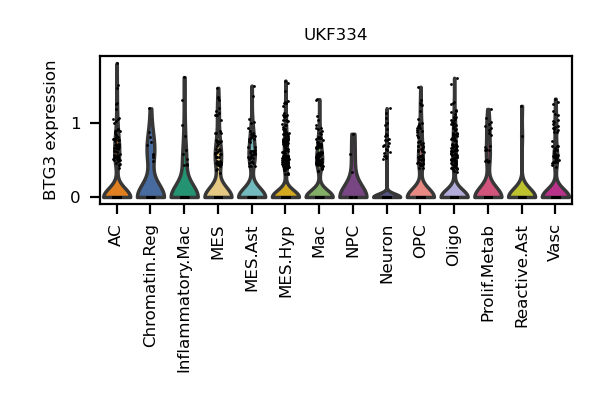 UKF334
BTG3 expression
1
0
AC
Chromatin.Reg
Inflammatory.Mac
MES
MES.Ast
MES.Hyp
Mac
NPC
Neuron
OPC
Oligo
Prolif.Metab
Reactive.Ast
Vasc